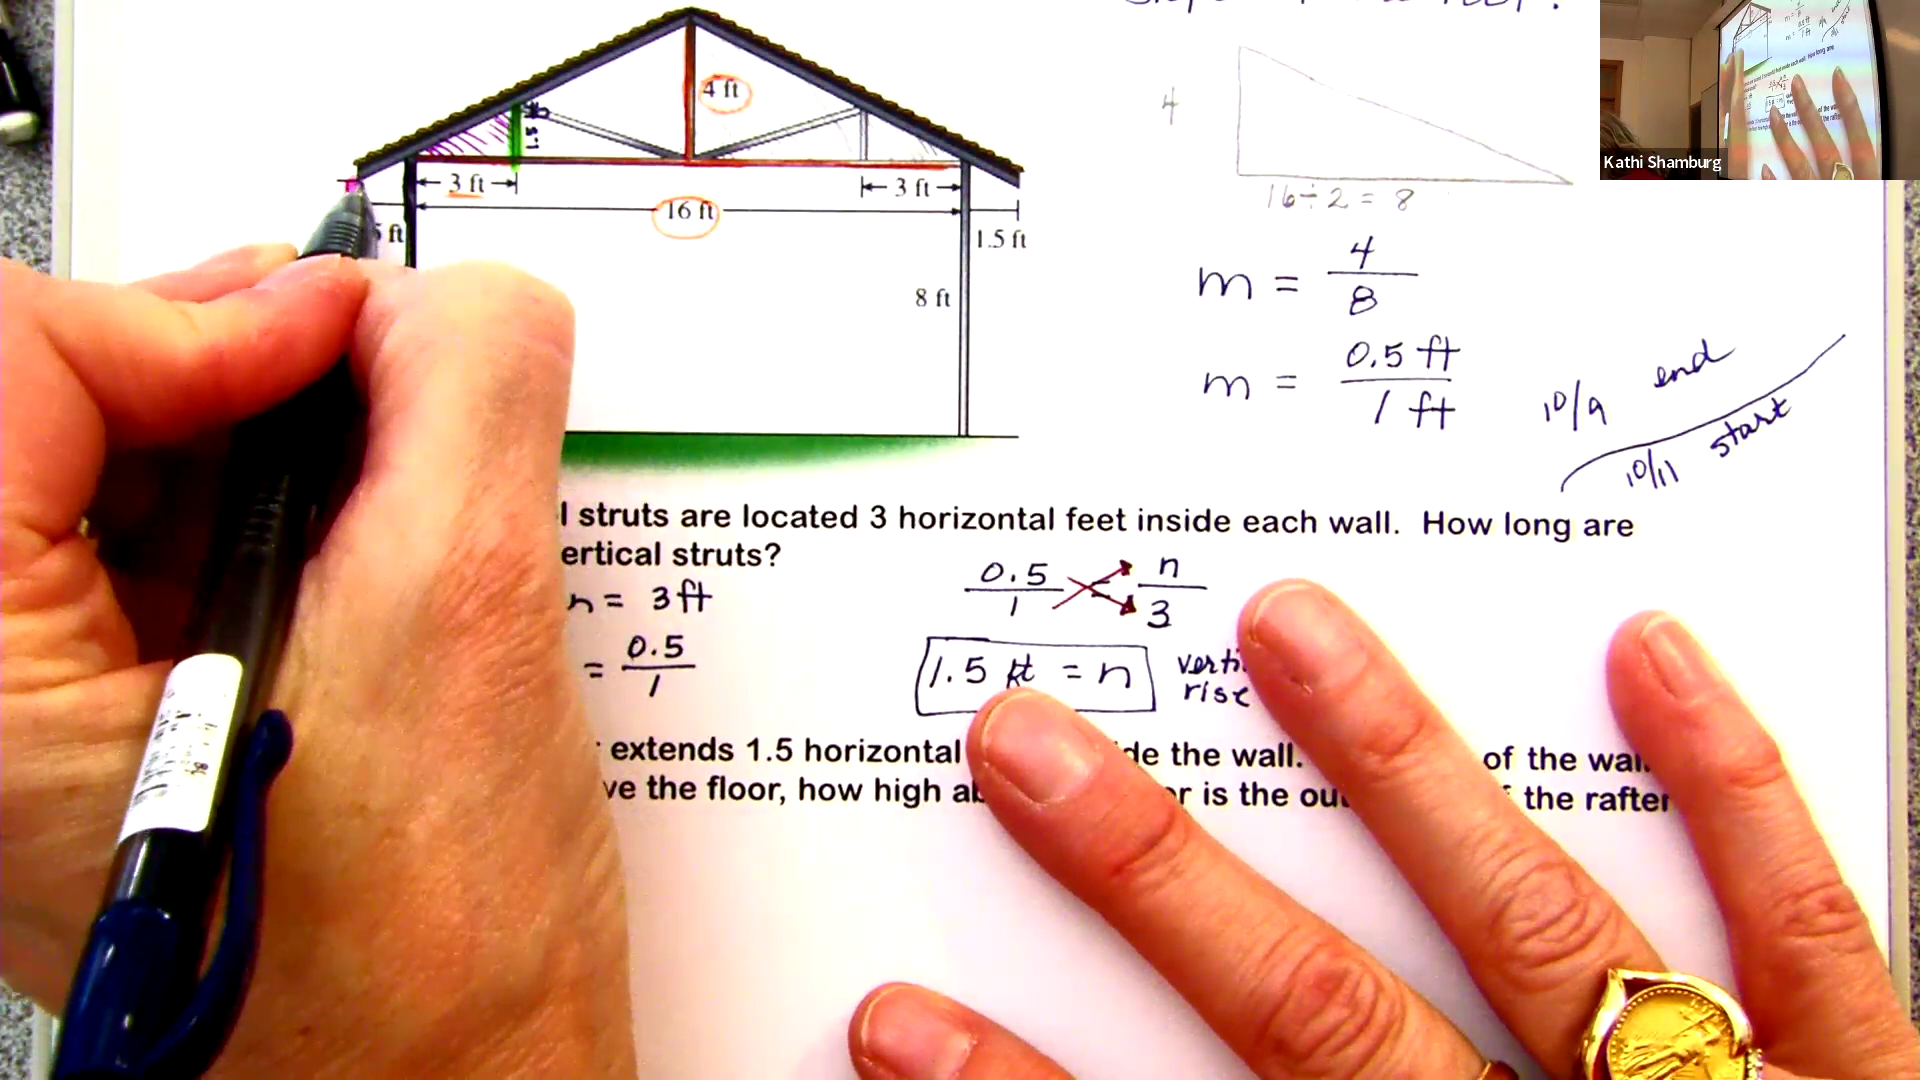 4 ft
4
1.5
3 ft
3 ft
16 ft
16 ÷ 2 = 8
5 ft
1.5 ft
8 ft
m = 4/8
m = 0.5 ft / 1 ft
10/9 end
10/11 start
l struts are located 3 horizontal feet inside each wall. How long are
ertical struts?
n = 3 ft
0.5/1 = n/3
= 0.5/1
1.5 ft = n
verti
rise
extends 1.5 horizontal de the wall. of the wal
ve the floor, how high ab r is the ou the rafter
Kathi Shamburg